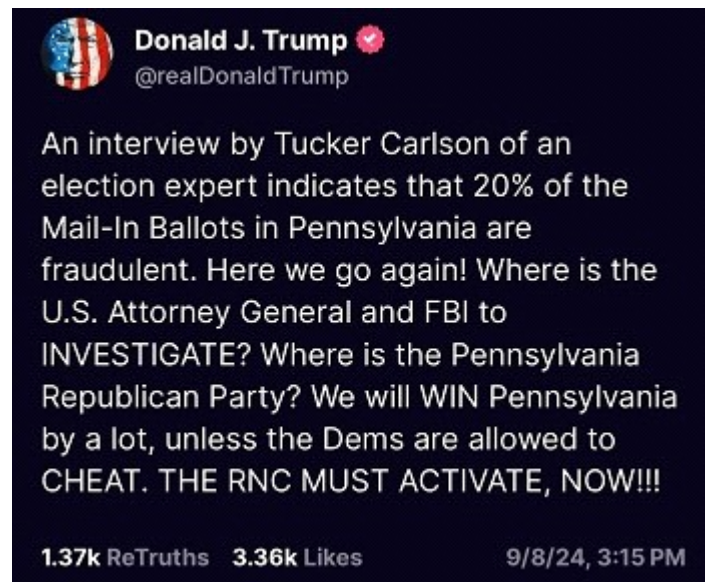 Donald J. Trump
@realDonaldTrump
An interview by Tucker Carlson of an
election expert indicates that 20% of the
Mail-In Ballots in Pennsylvania are
fraudulent. Here we go again! Where is the
U.S. Attorney General and FBI to
INVESTIGATE? Where is the Pennsylvania
Republican Party? We will WIN Pennsylvania
by a lot, unless the Dems are allowed to
CHEAT. THE RNC MUST ACTIVATE, NOW!!!
1.37k ReTruths 3.36k Likes 9/8/24, 3:15 PM